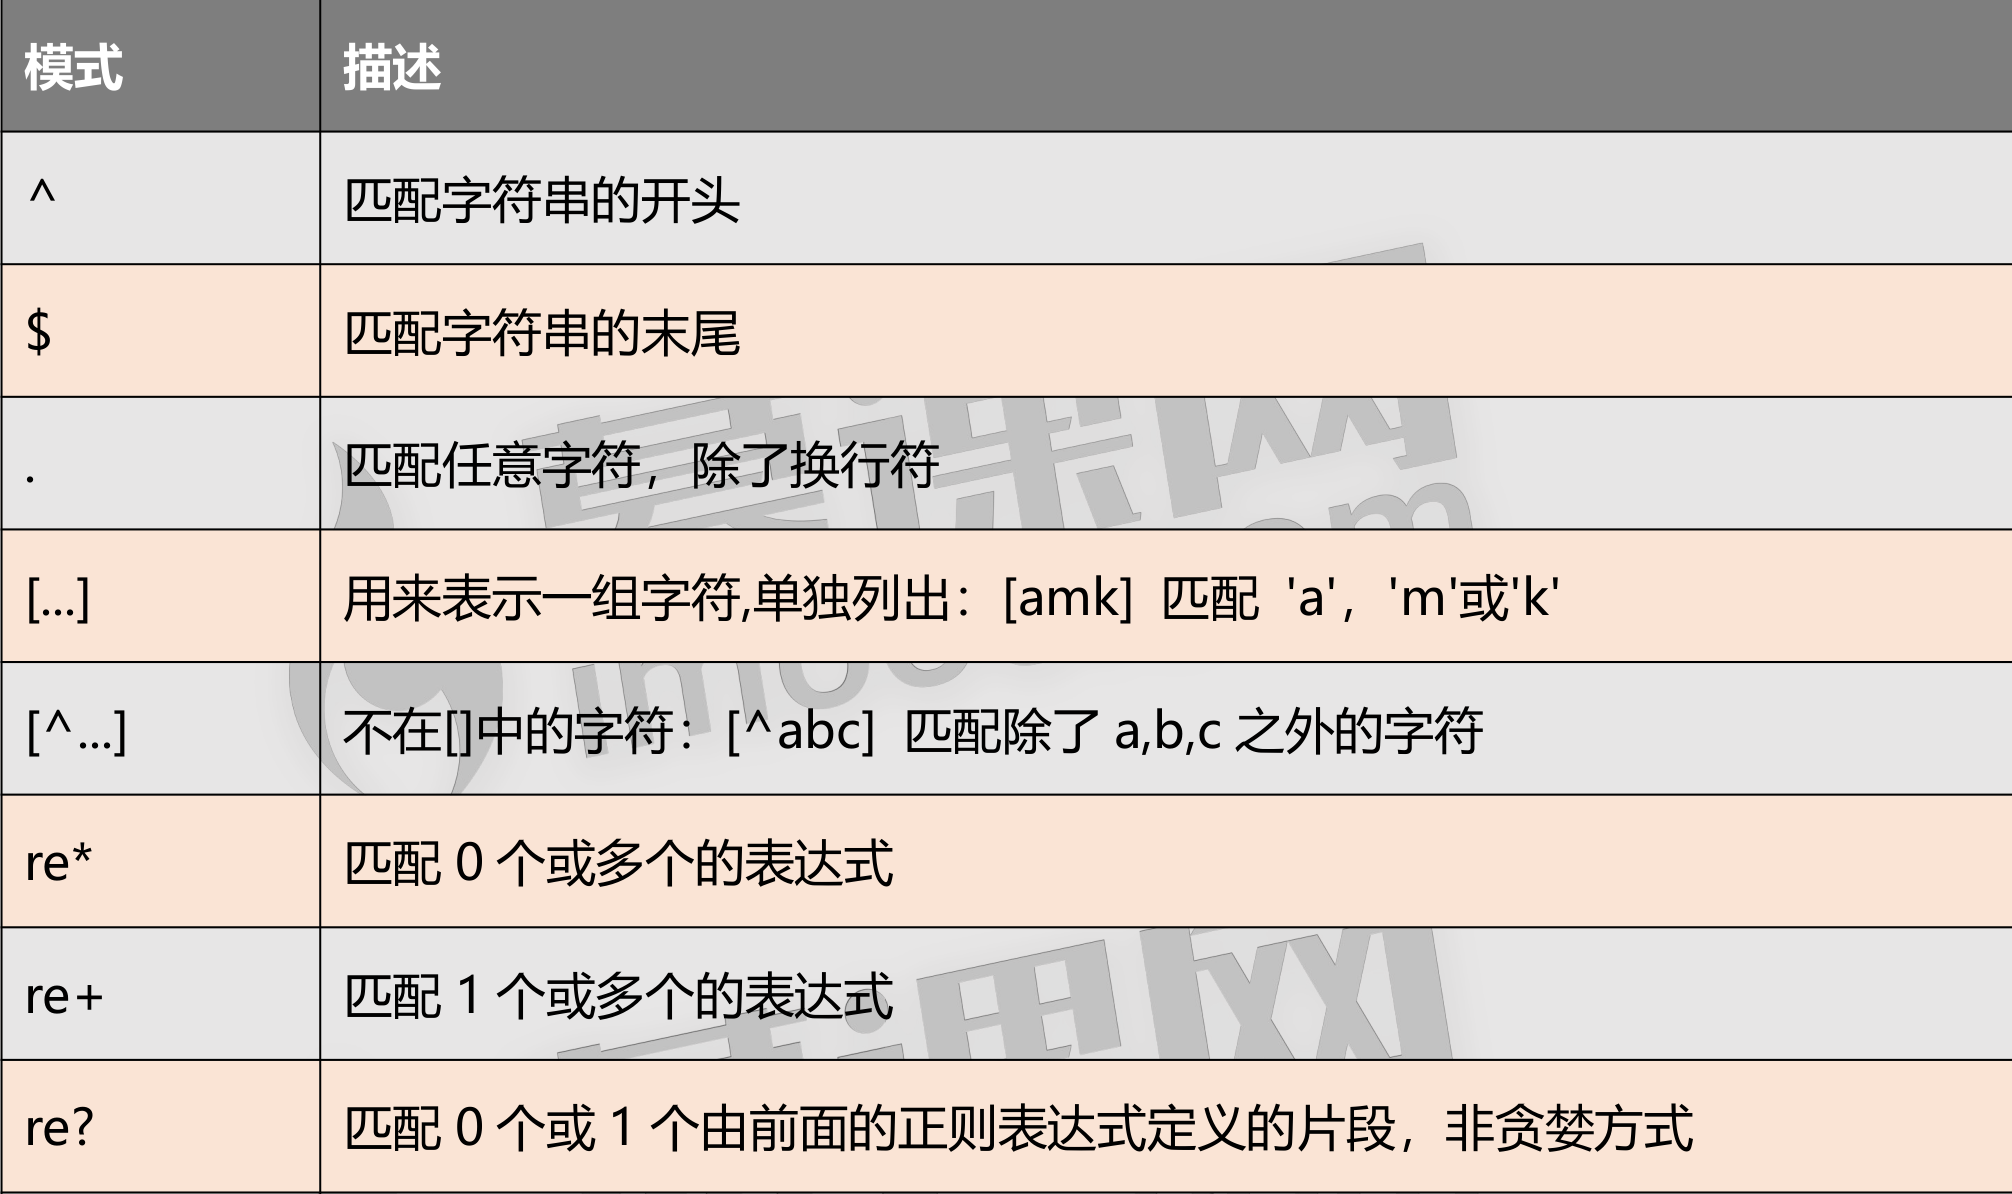 模式 描述
^ 匹配字符串的开头
$ 匹配字符串的末尾
. 匹配任意字符，除了换行符
[...] 用来表示一组字符,单独列出：[amk] 匹配 'a'，'m'或'k'
[^...] 不在[]中的字符：[^abc] 匹配除了 a,b,c 之外的字符
re* 匹配 0 个或多个的表达式
re+ 匹配 1 个或多个的表达式
re? 匹配 0 个或 1 个由前面的正则表达式定义的片段，非贪婪方式